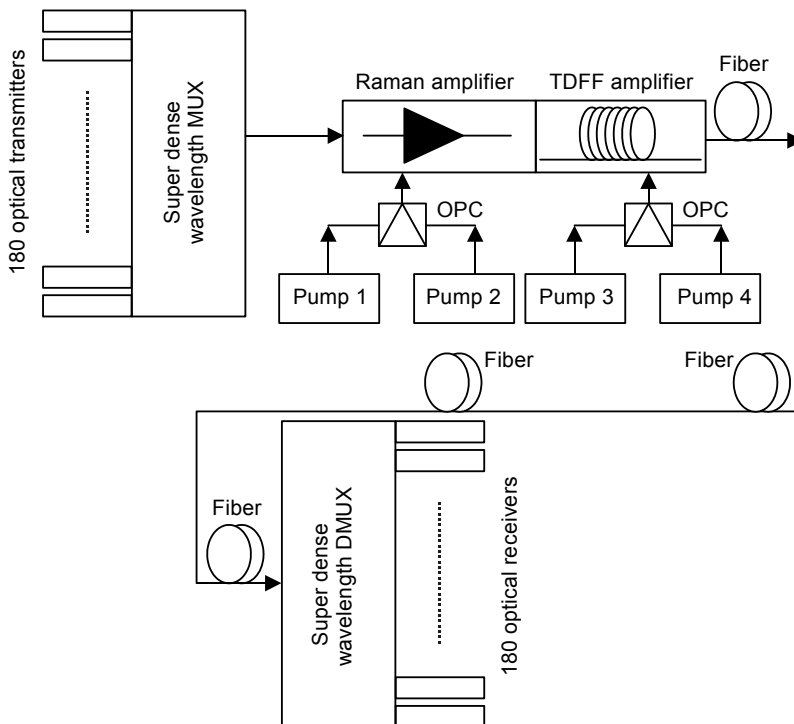 180 optical transmitters
Super dense
wavelength MUX
Raman amplifier
TDFF amplifier
Fiber
OPC
OPC
Pump 1
Pump 2
Pump 3
Pump 4
Fiber
Fiber
Fiber
Super dense
wavelength DMUX
180 optical receivers